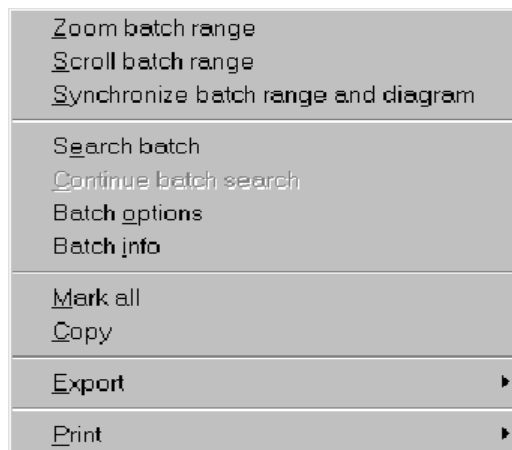 Zoom batch range
Scroll batch range
Synchronize batch range and diagram
Search batch
Continue batch search
Batch options
Batch info
Mark all
Copy
Export
Print